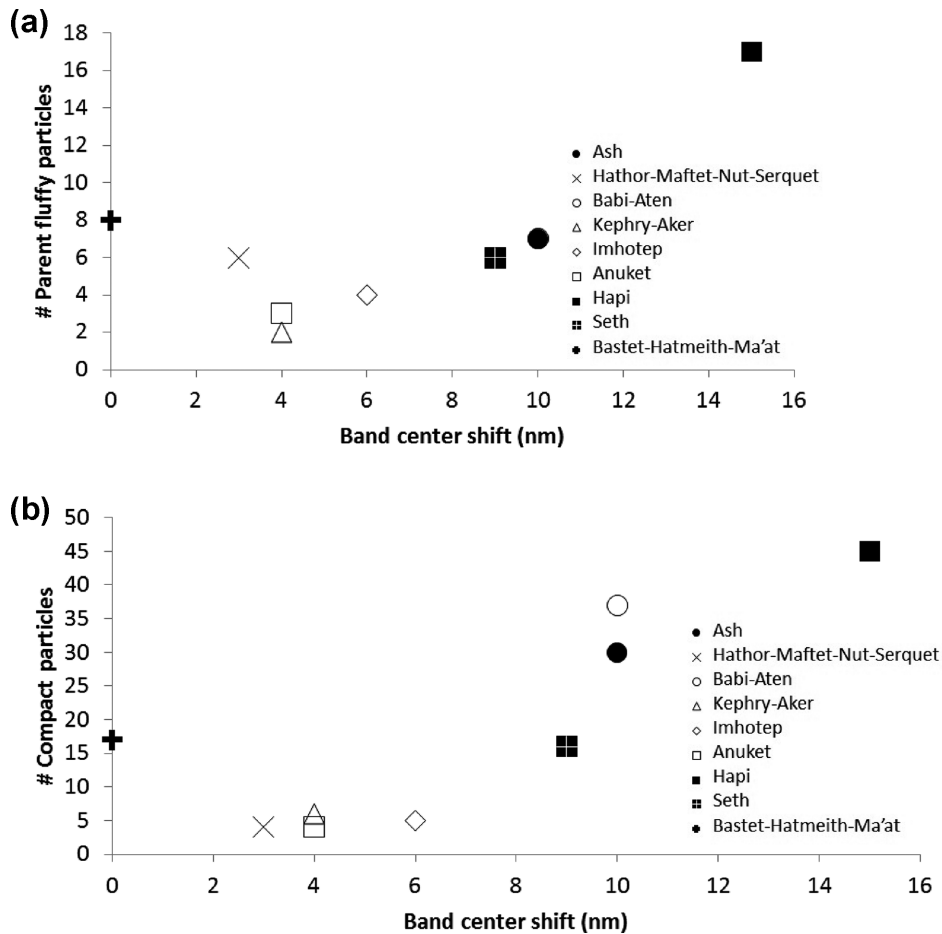 (a)
18
16
14
12
10
8
6
4
2
0
# Parent fluffy particles
Ash
Hathor-Maftet-Nut-Serquet
Babi-Aten
Kephry-Aker
Imhotep
Anuket
Hapi
Seth
Bastet-Hatmeith-Ma'at
0 2 4 6 8 10 12 14 16
Band center shift (nm)
(b)
50
45
40
35
30
25
20
15
10
5
0
# Compact particles
Ash
Hathor-Maftet-Nut-Serquet
Babi-Aten
Kephry-Aker
Imhotep
Anuket
Hapi
Seth
Bastet-Hatmeith-Ma'at
0 2 4 6 8 10 12 14 16
Band center shift (nm)